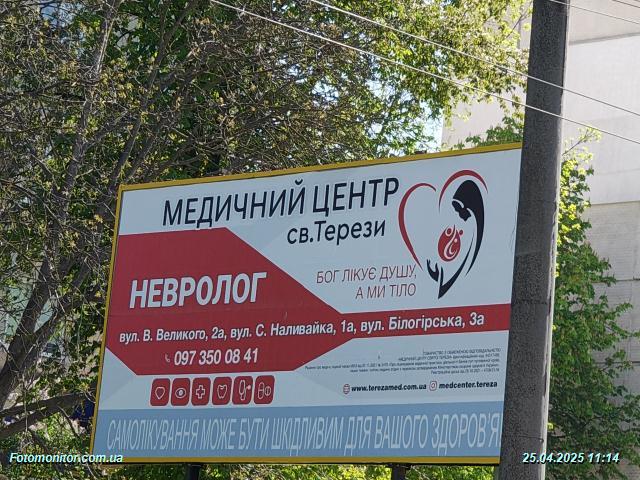 МЕДИЧНИЙ ЦЕНТР
св.Терези
НЕВРОЛОГ
БОГ ЛІКУЄ ДУШУ,
А МИ ТІЛО
вул. В. Великого, 2а, вул. С. Наливайка, 1а, вул. Білогірська, 3а
097 350 08 41
www.terezamed.com.ua medcenter.tereza
САМОЛІКУВАННЯ МОЖЕ БУТИ ШКІДЛИВИМ ДЛЯ ВАШОГО ЗДОРОВ'Я
Fotomonitor.com.ua
25.04.2025 11:14